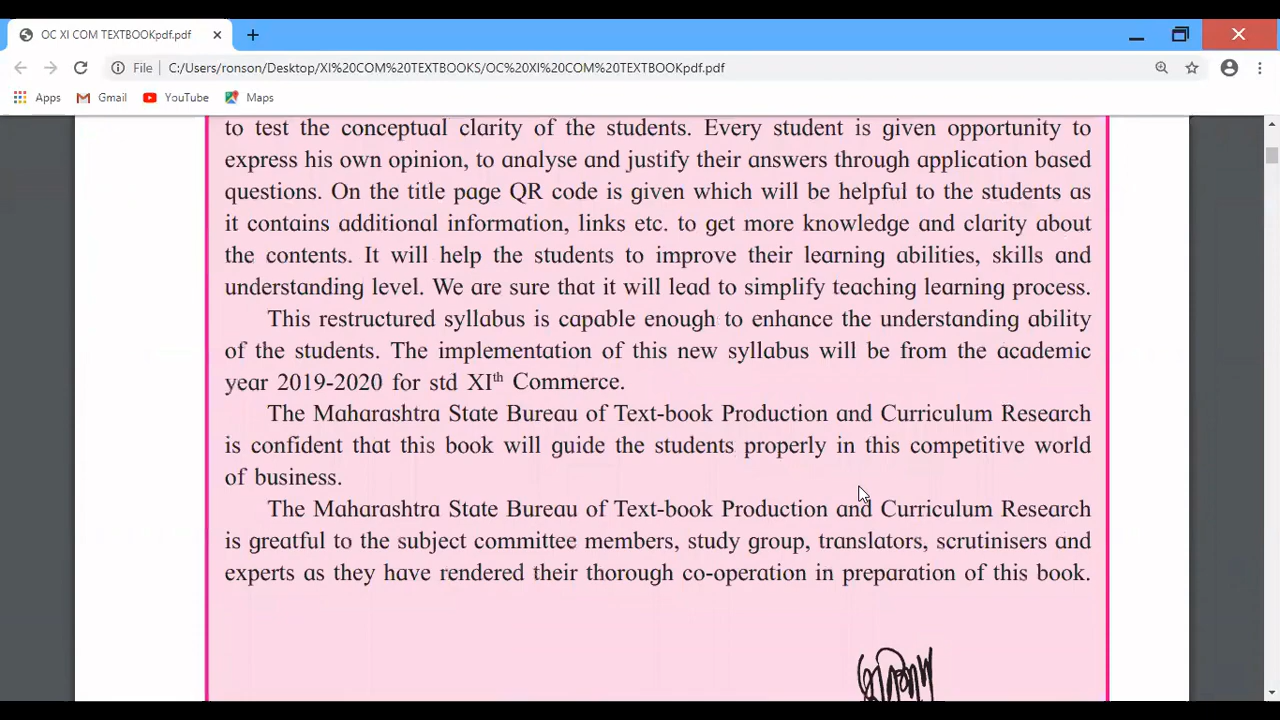 OC XI COM TEXTBOOKpdf.pdf
File C:/Users/ronson/Desktop/XI%20COM%20TEXTBOOKS/OC%20XI%20COM%20TEXTBOOKpdf.pdf
Apps Gmail YouTube Maps
to test the conceptual clarity of the students. Every student is given opportunity to
express his own opinion, to analyse and justify their answers through application based
questions. On the title page QR code is given which will be helpful to the students as
it contains additional information, links etc. to get more knowledge and clarity about
the contents. It will help the students to improve their learning abilities, skills and
understanding level. We are sure that it will lead to simplify teaching learning process.
This restructured syllabus is capable enough to enhance the understanding ability
of the students. The implementation of this new syllabus will be from the academic
year 2019-2020 for std XIth Commerce.
The Maharashtra State Bureau of Text-book Production and Curriculum Research
is confident that this book will guide the students properly in this competitive world
of business.
The Maharashtra State Bureau of Text-book Production and Curriculum Research
is greatful to the subject committee members, study group, translators, scrutinisers and
experts as they have rendered their thorough co-operation in preparation of this book.